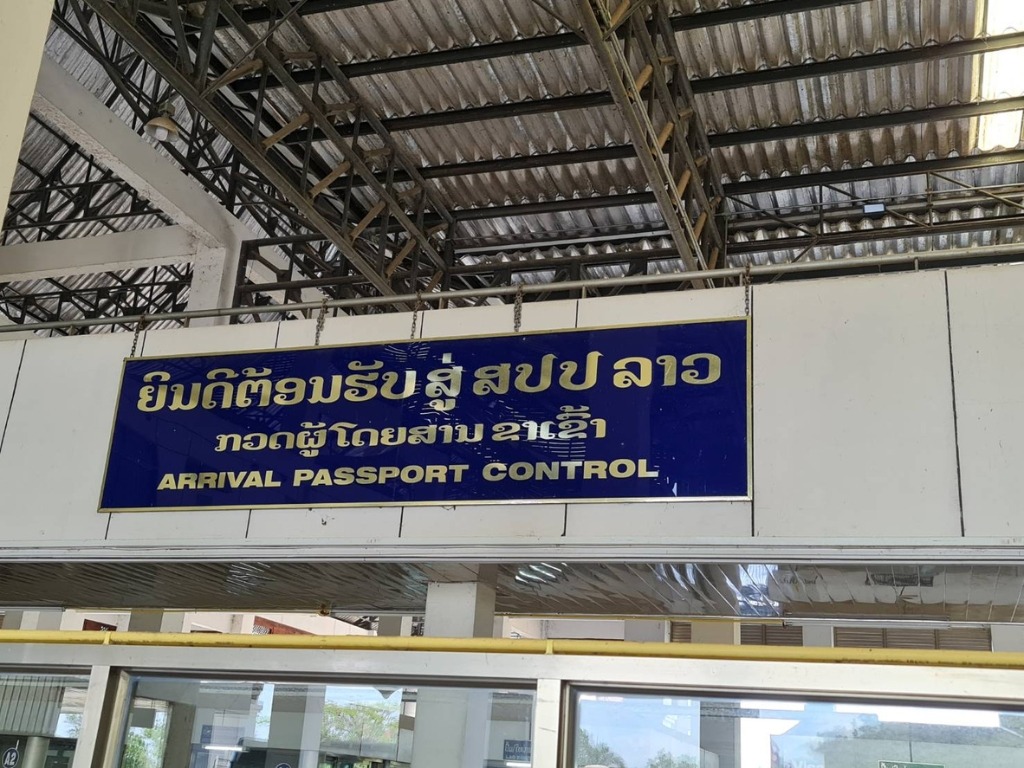 ຍິນດີຕ້ອນຮັບ ສູ່ ສປປ ລາວ
ກວດຜູ້ໂດຍສານ ຂາເຂົ້າ
ARRIVAL PASSPORT CONTROL
A2